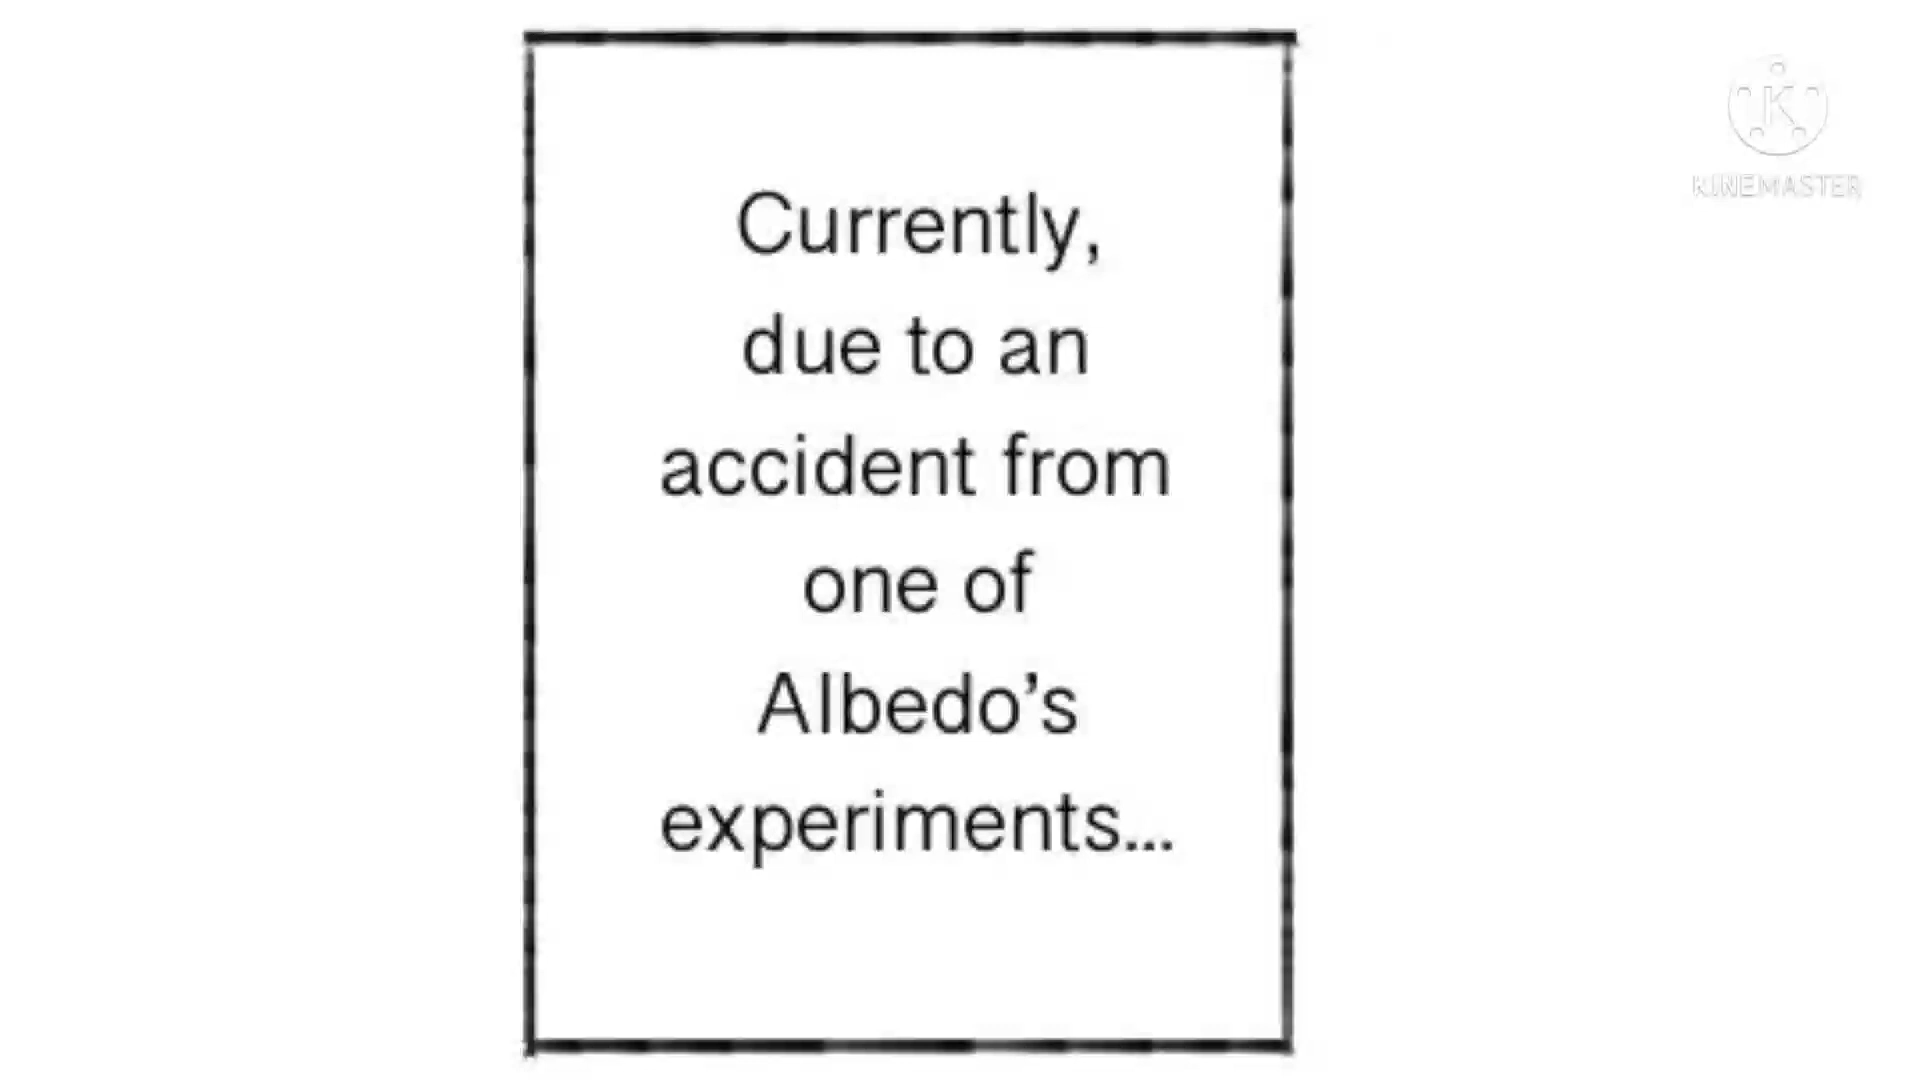 Currently,
due to an
accident from
one of
Albedo’s
experiments...
K
KINEMASTER